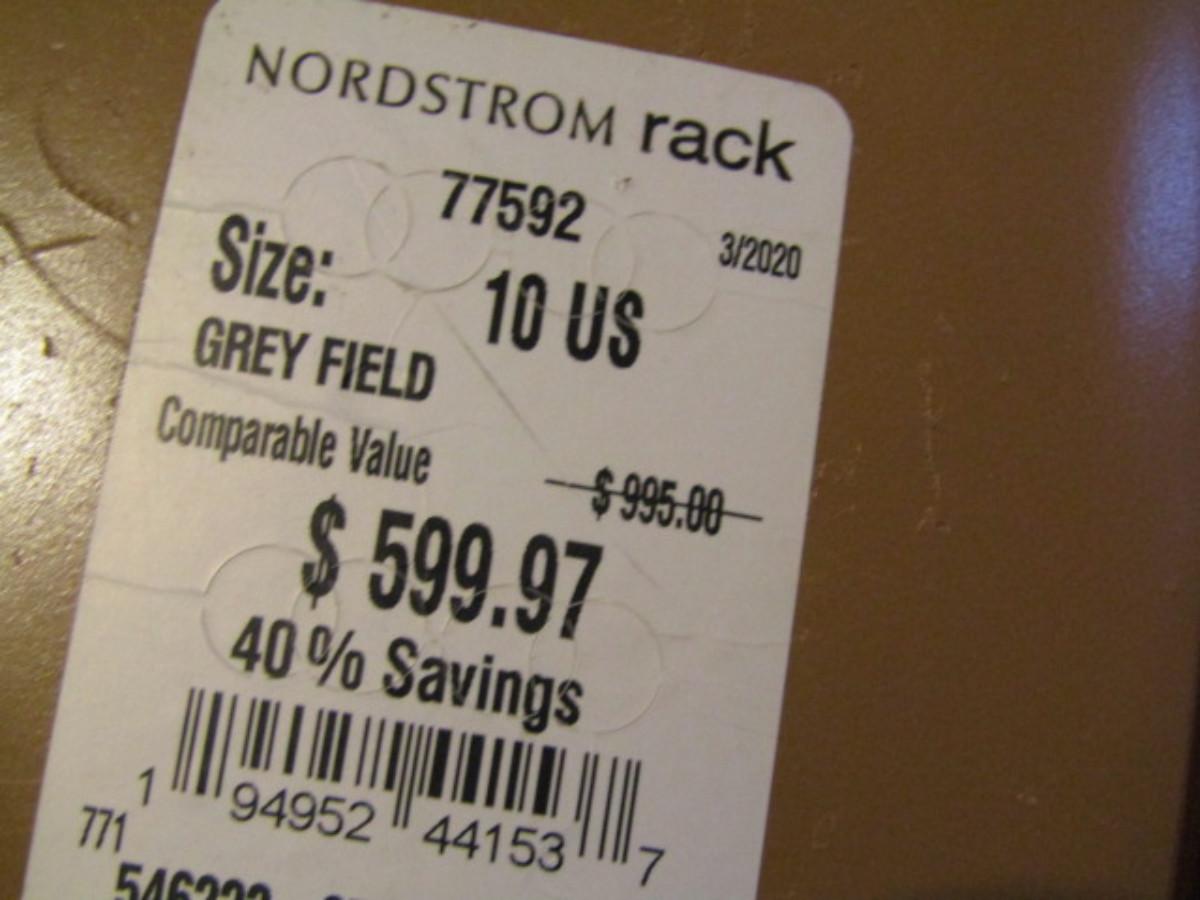 NORDSTROM rack
77592
3/2020
Size: 10 US
GREY FIELD
Comparable Value $ 995.00
$ 599.97
40 % Savings
1 94952 44153 7
771